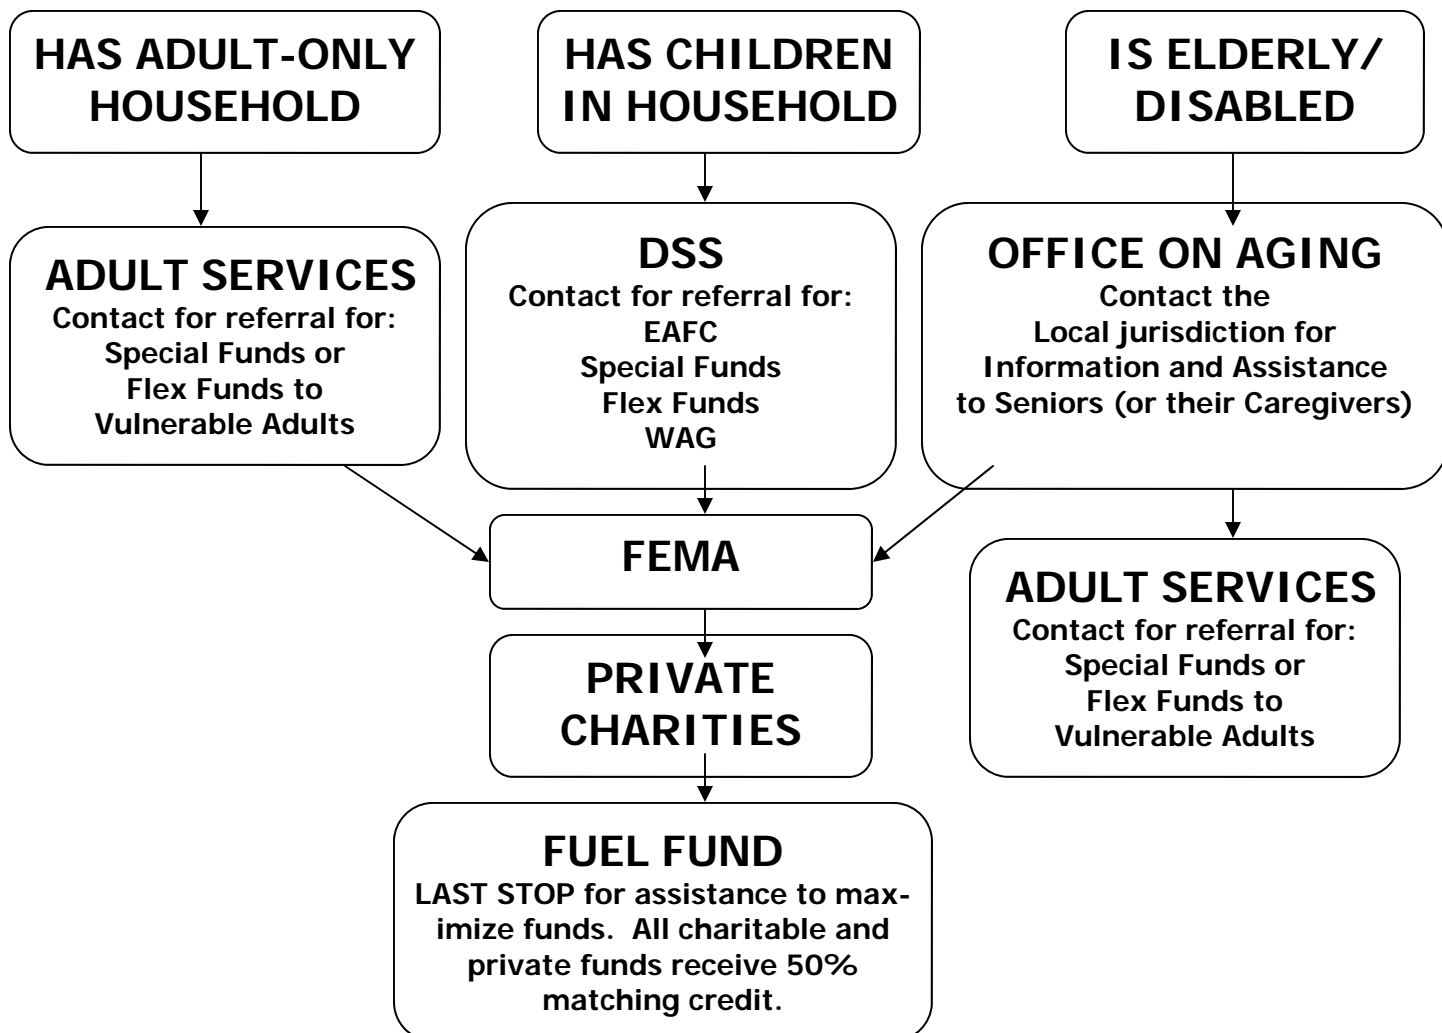 HAS ADULT-ONLY
HOUSEHOLD
HAS CHILDREN
IN HOUSEHOLD
IS ELERLY/
DISABLED
ADULT SERVICES
Contact for referral for:
Special Funds or
Flex Funds to
Vulnerable Adults
DSS
Contact for referral for:
EAFC
Special Funds
Flex Funds
WAG
OFFICE ON AGING
Contact the
Local jurisdiction for
Information and Assistance
to Seniors (or their Caregivers)
FEMA
ADULT SERVICES
Contact for referral for:
Special Funds or
Flex Funds to
Vulnerable Adults
PRIVATE
CHARITIES
FUEL FUND
LAST STOP for assistance to max-
imize funds.  All charitable and
private funds receive 50%
matching credit.